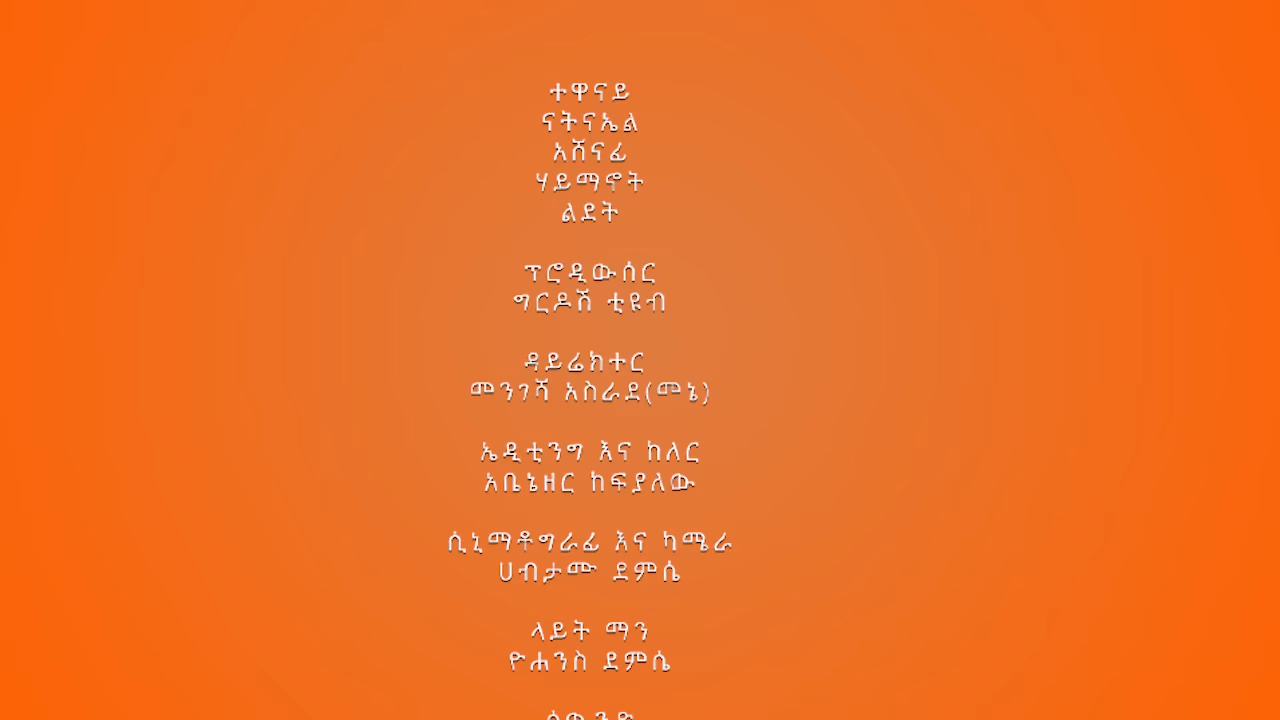 ተዋናይ
ናትናኤል
አሸናፊ
ሃይማኖት
ልደት
ፕሮዲውሰር
ግርዶሽ ቲዩብ
ዳይሬክተር
መንገሻ አስራደ(መኔ)
ኤዲቲንግ እና ከለር
አቤኔዘር ከፍያለው
ሲኒማቶግራፊ እና ካሜራ
ሀብታሙ ደምሴ
ላይት ማን
ዮሐንስ ደምሴ